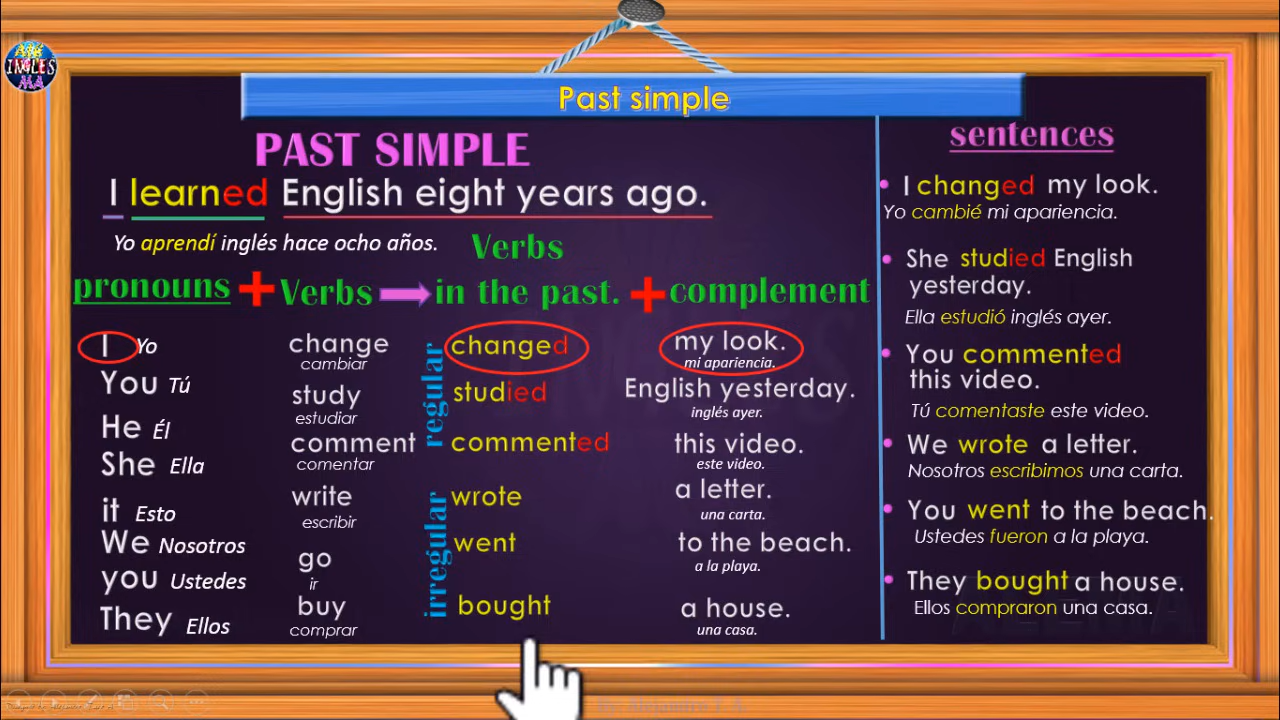 INGLES
MA
Past simple
PAST SIMPLE
I learned English eight years ago.
Yo aprendí inglés hace ocho años.
pronouns + Verbs → Verbs in the past. + complement
I Yo
You Tú
He Él
She Ella
it Esto
We Nosotros
you Ustedes
They Ellos
change
cambiar
study
estudiar
comment
comentar
write
escribir
go
ir
buy
comprar
regular
changed
studied
commented
irregular
wrote
went
bought
my look.
mi apariencia.
English yesterday.
inglés ayer.
this video.
este video.
a letter.
una carta.
to the beach.
a la playa.
a house.
una casa.
sentences
• I changed my look.
Yo cambié mi apariencia.
• She studied English
yesterday.
Ella estudió inglés ayer.
• You commented
this video.
Tú comentaste este video.
• We wrote a letter.
Nosotros escribimos una carta.
• You went to the beach.
Ustedes fueron a la playa.
• They bought a house.
Ellos compraron una casa.